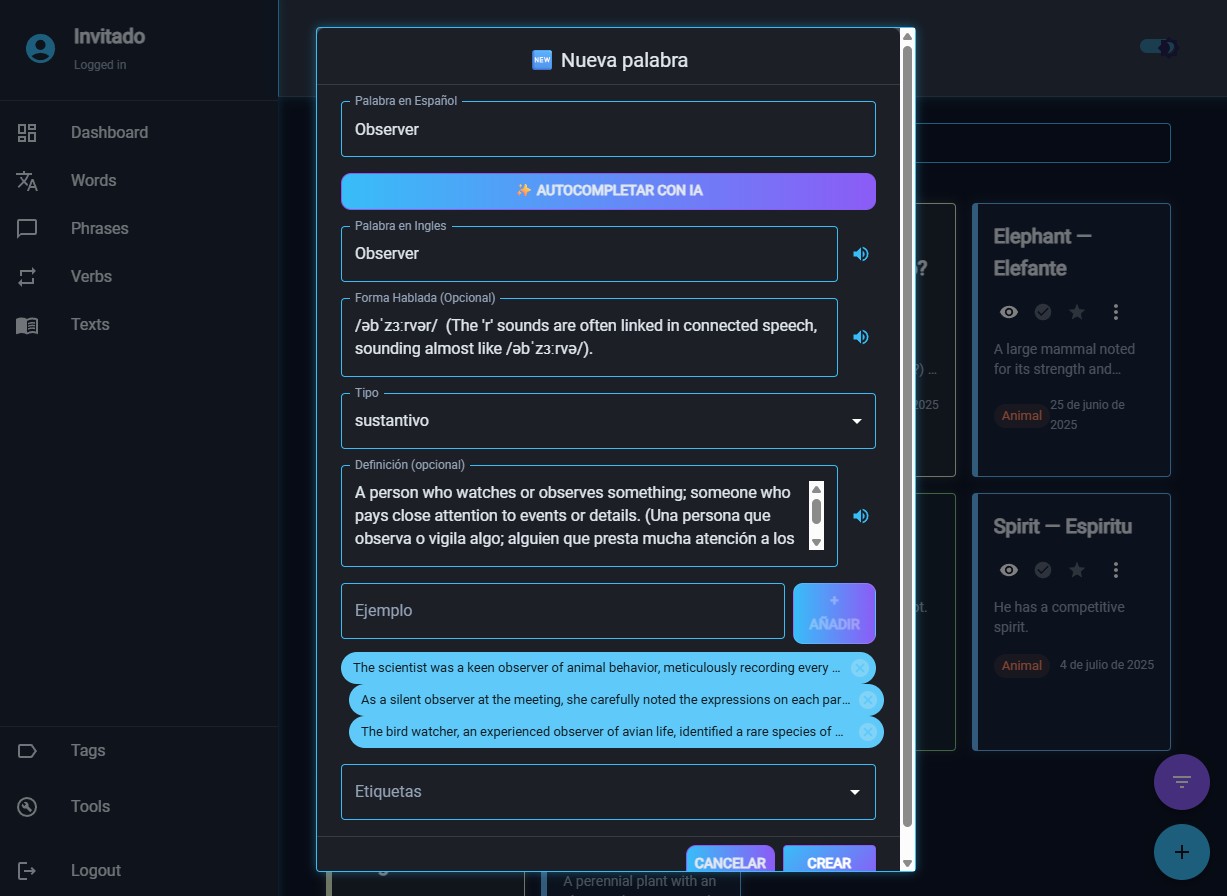 Invitado
Logged in
Dashboard
Words
Phrases
Verbs
Texts
Tags
Tools
Logout
NEW Nueva palabra
Palabra en Español
Observer
✨ AUTOCOMPLETAR CON IA
Palabra en Ingles
Observer
Forma Hablada (Opcional)
/əbˈzɜːrvər/ (The 'r' sounds are often linked in connected speech,
sounding almost like /əbˈzɜːrvə/).
Tipo
sustantivo
Definición (opcional)
A person who watches or observes something; someone who
pays close attention to events or details. (Una persona que
observa o vigila algo; alguien que presta mucha atención a los
Ejemplo
+
AÑADIR
The scientist was a keen observer of animal behavior, meticulously recording every ...
As a silent observer at the meeting, she carefully noted the expressions on each par...
The bird watcher, an experienced observer of avian life, identified a rare species of ...
Etiquetas
CANCELAR
CREAR
?
?) ...
2025
Elephant —
Elefante
A large mammal noted
for its strength and...
Animal
25 de junio de
2025
Spirit — Espiritu
He has a competitive
spirit.
Animal
4 de julio de 2025
A perennial plant with an